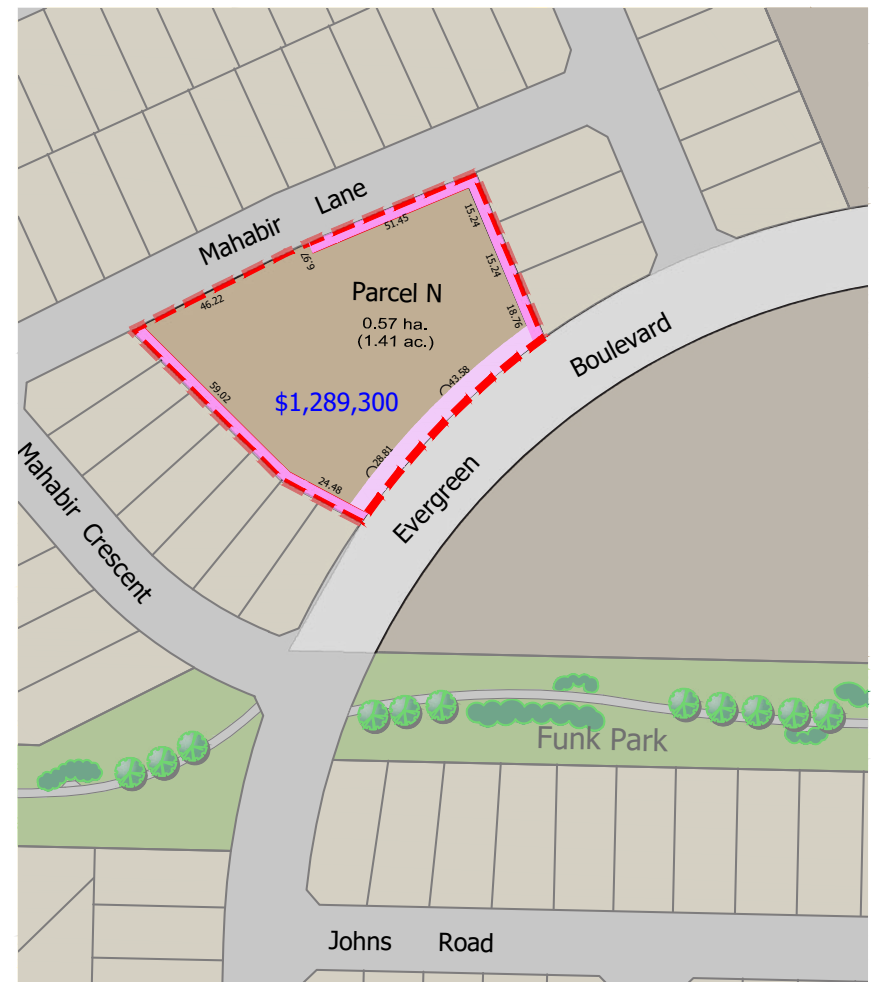 Mahabir Lane
51.45
15.24
6.97
46.22
15.24
Parcel N
0.57 ha.
(1.41 ac.)
18.76
Boulevard
43.58
59.02
$1,289,300
28.81
24.48
Evergreen
Mahabir Crescent
Funk Park
Johns Road